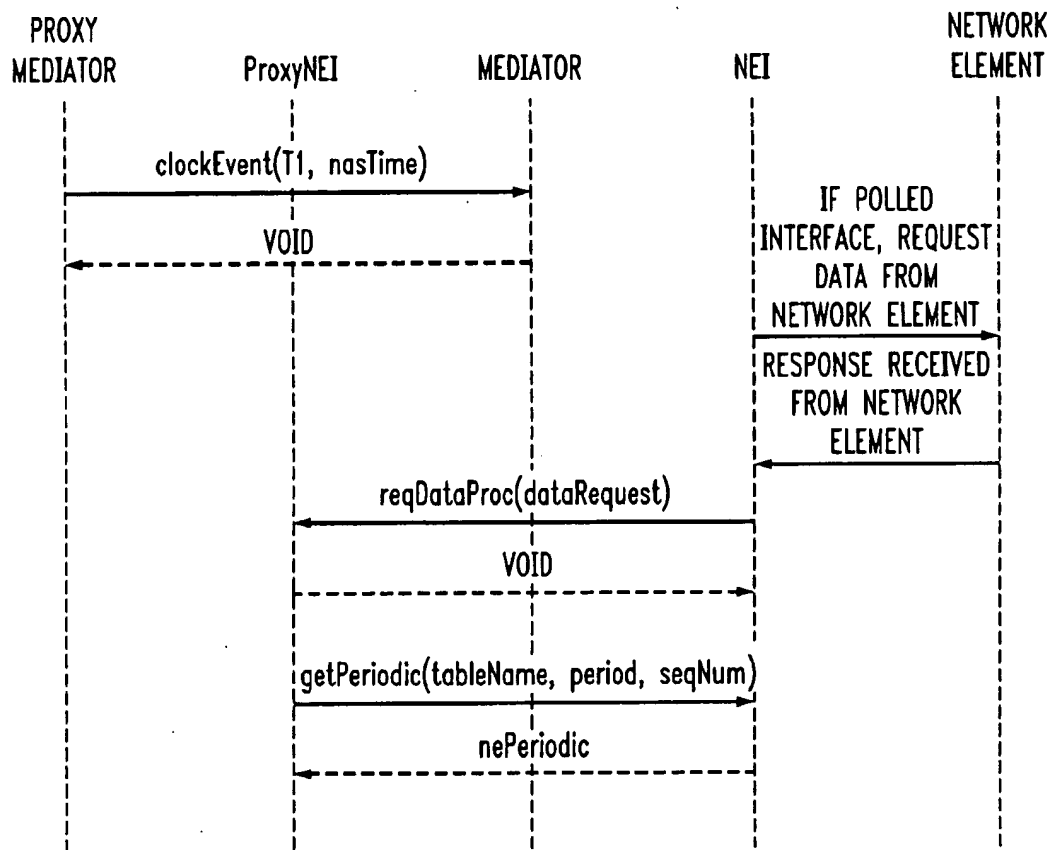 PROXY
MEDIATOR
ProxyNEI
MEDIATOR
NEI
NETWORK
ELEMENT
clockEvent(T1, nasTime)
VOID
IF POLLED
INTERFACE, REQUEST
DATA FROM
NETWORK ELEMENT
RESPONSE RECEIVED
FROM NETWORK
ELEMENT
reqDataProc(dataRequest)
VOID
getPeriodic(tableName, period, seqNum)
nePeriodic